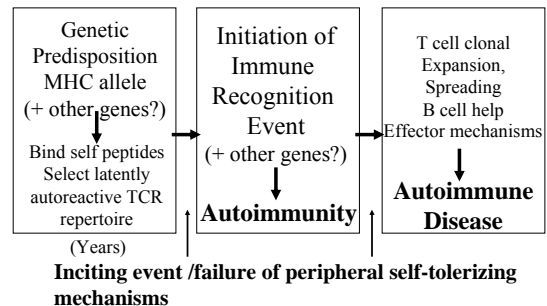 Genetic
Predisposition
MHC allele
(+ other genes?)
Bind self peptides
Select latently
autoreactive TCR
repertoire
(Years)
Initiation of
Immune
Recognition
Event
(+ other genes?)
Autoimmunity
T cell clonal
Expansion,
Spreading
B cell help
Effector mechanisms
Autoimmune
Disease
Inciting event /failure of peripheral self-tolerizing
mechanisms